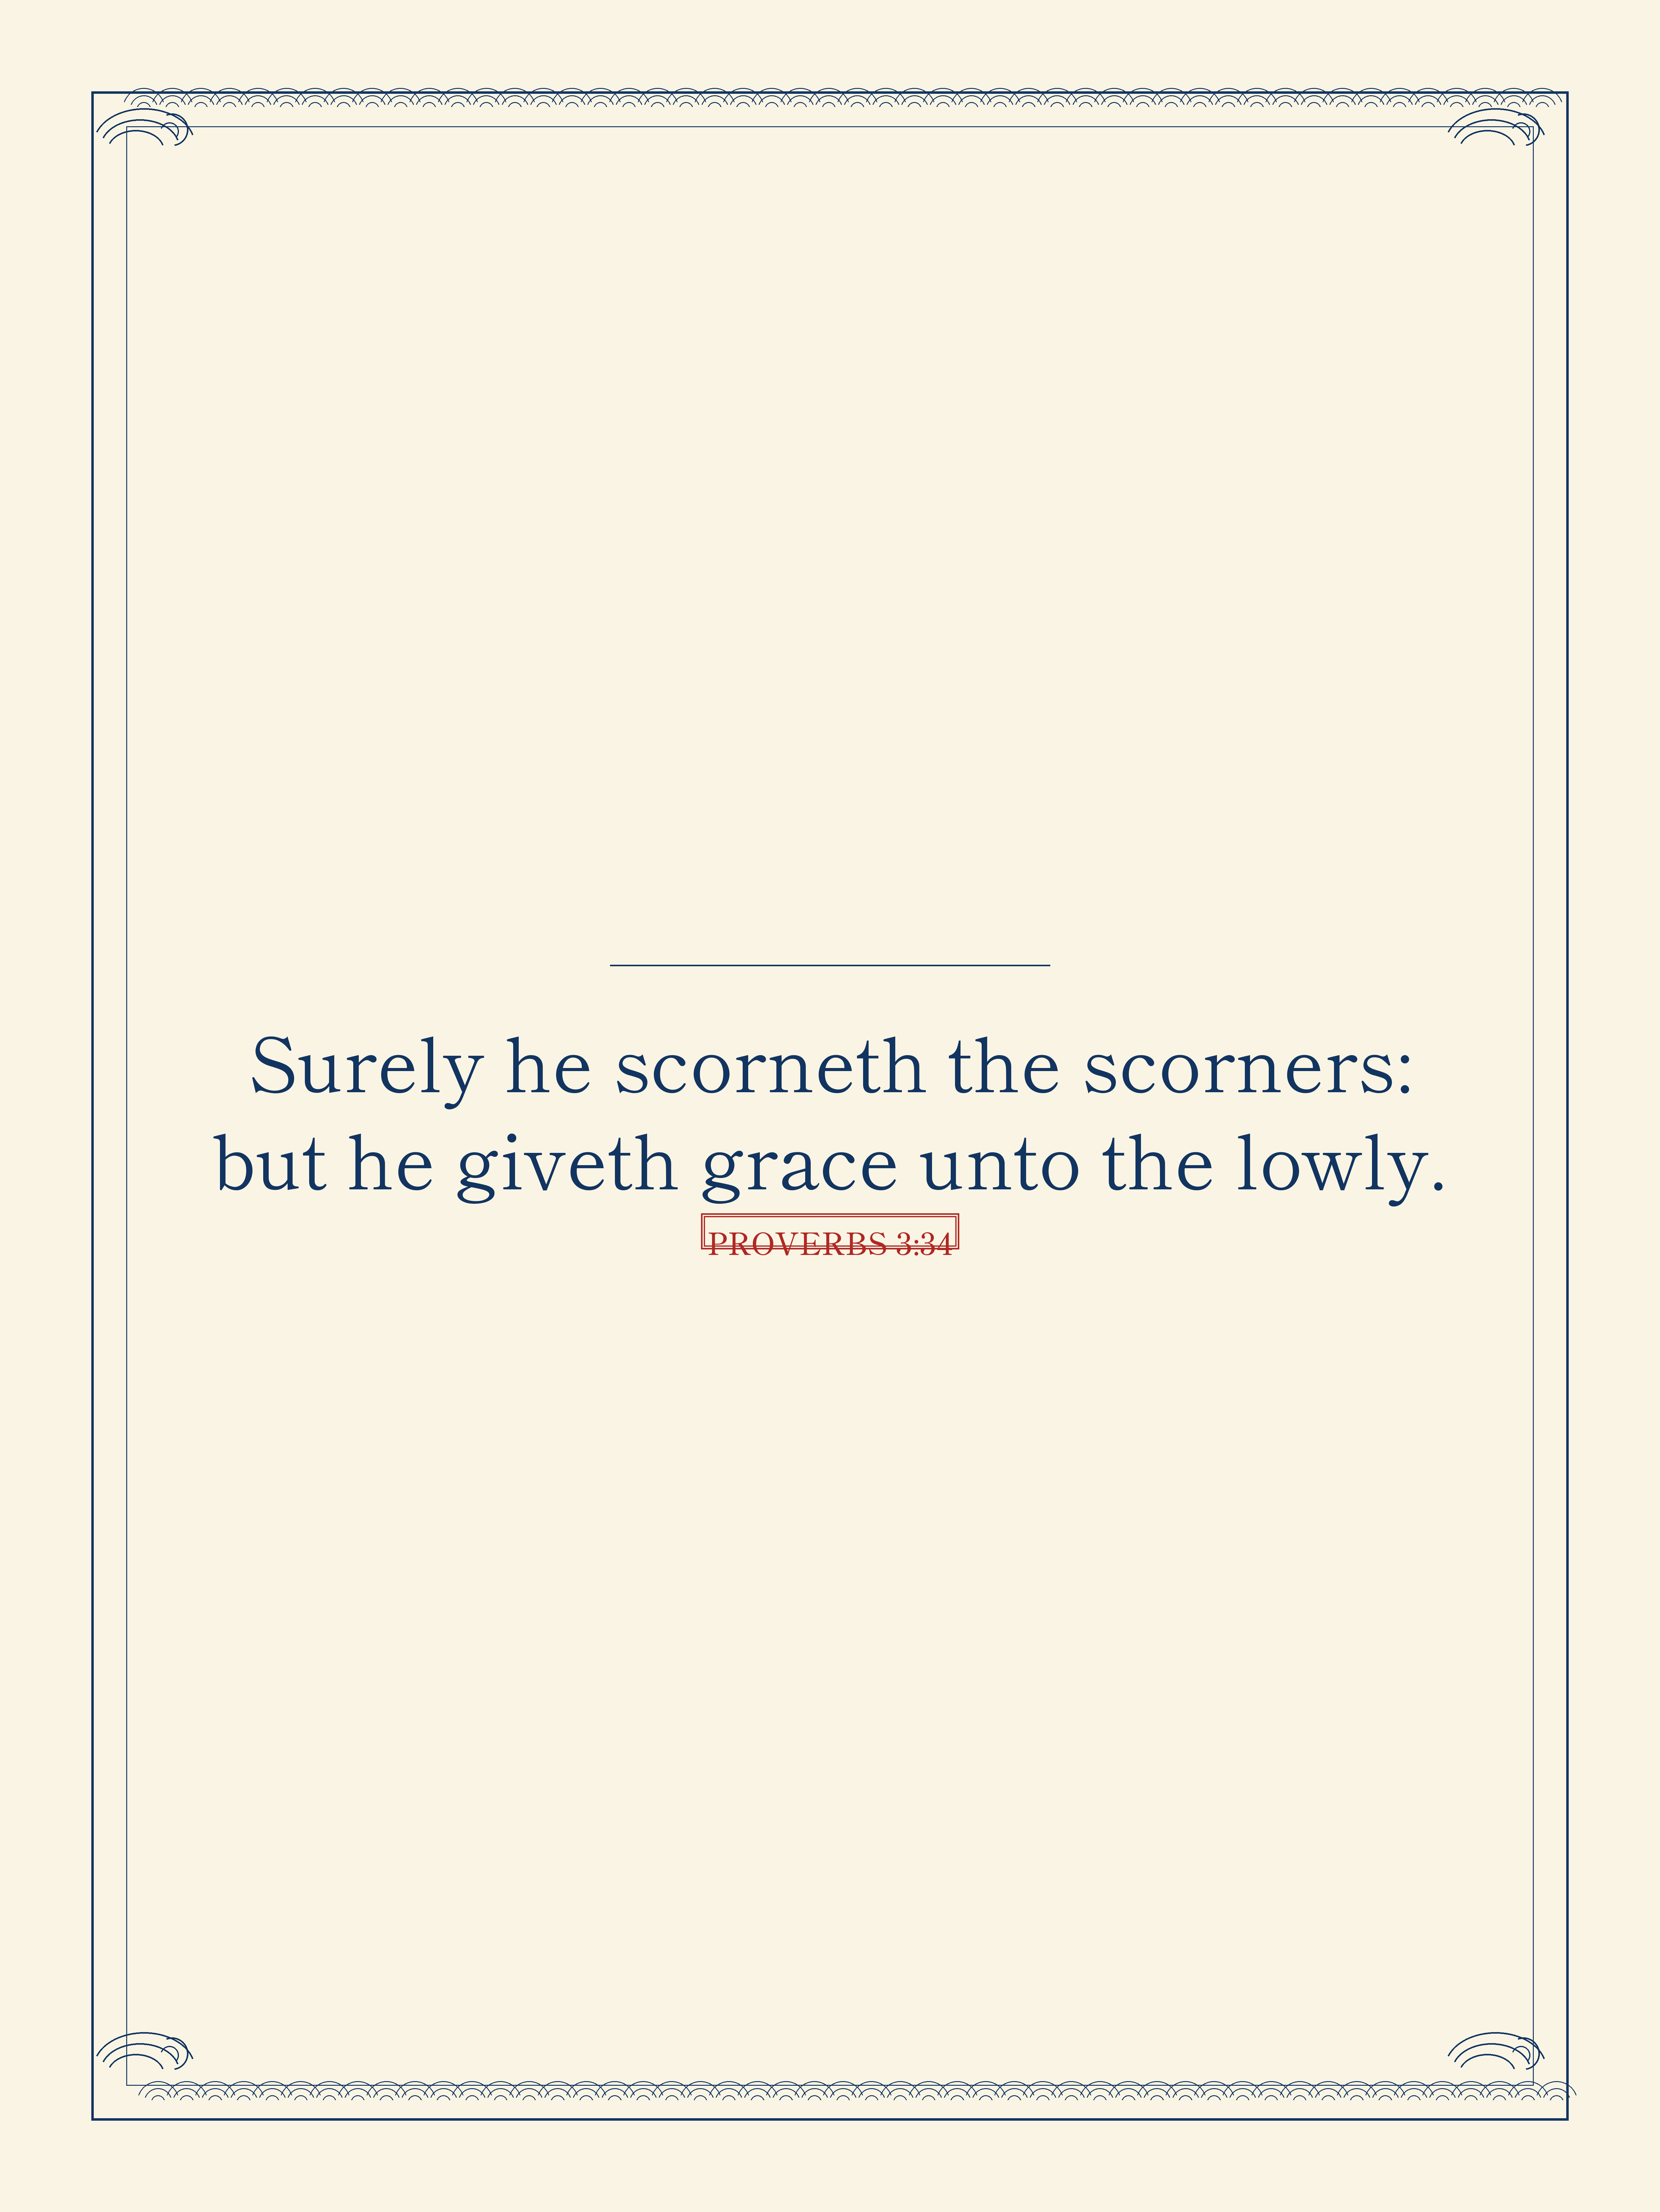 Surely he scorneth the scorners:
but he giveth grace unto the lowly.
PROVERBS 3:34